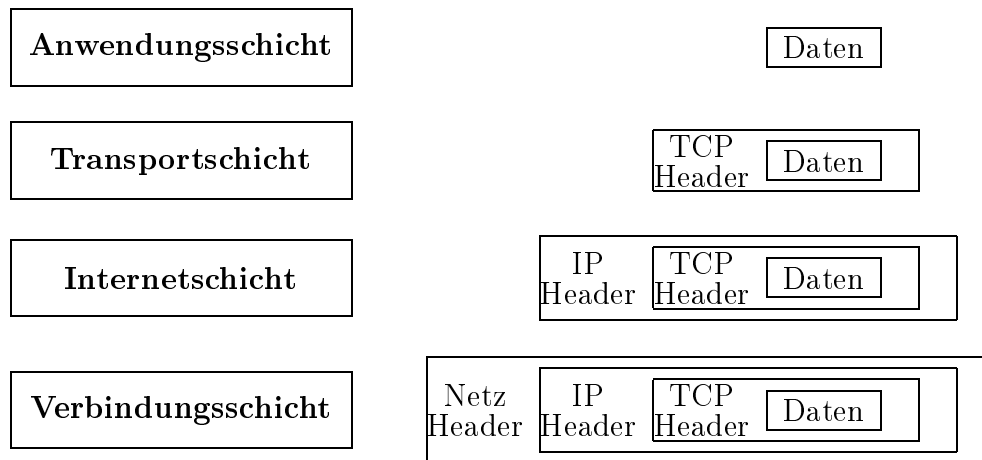 Anwendungsschicht
Daten
Transportschicht
TCP
Header
Daten
Internetschicht
IP
Header
TCP
Header
Daten
Verbindungsschicht
Netz
Header
IP
Header
TCP
Header
Daten